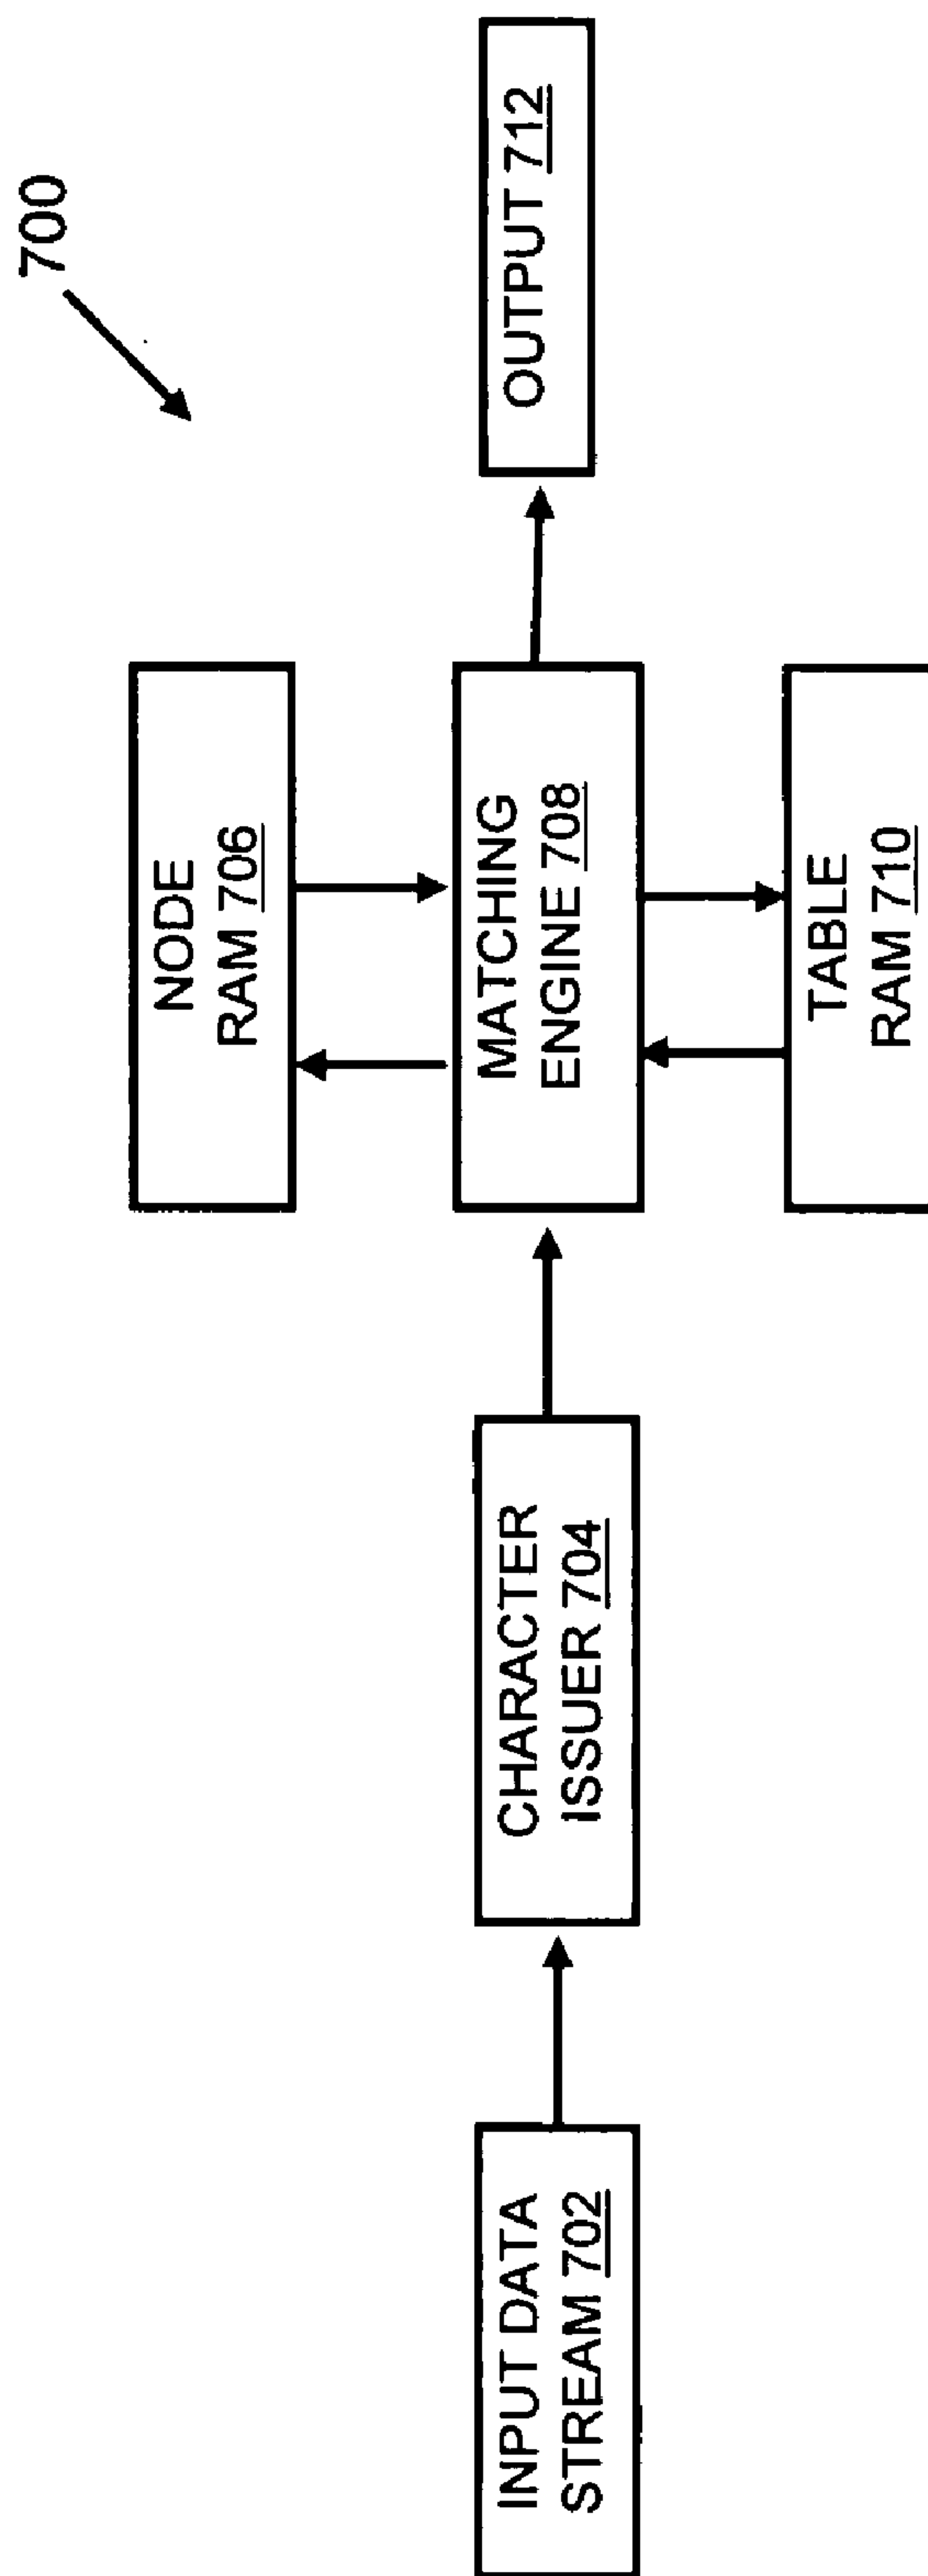 700
INPUT DATA
STREAM 702
CHARACTER
ISSUER 704
NODE
RAM 706
MATCHING
ENGINE 708
TABLE
RAM 710
OUTPUT 712